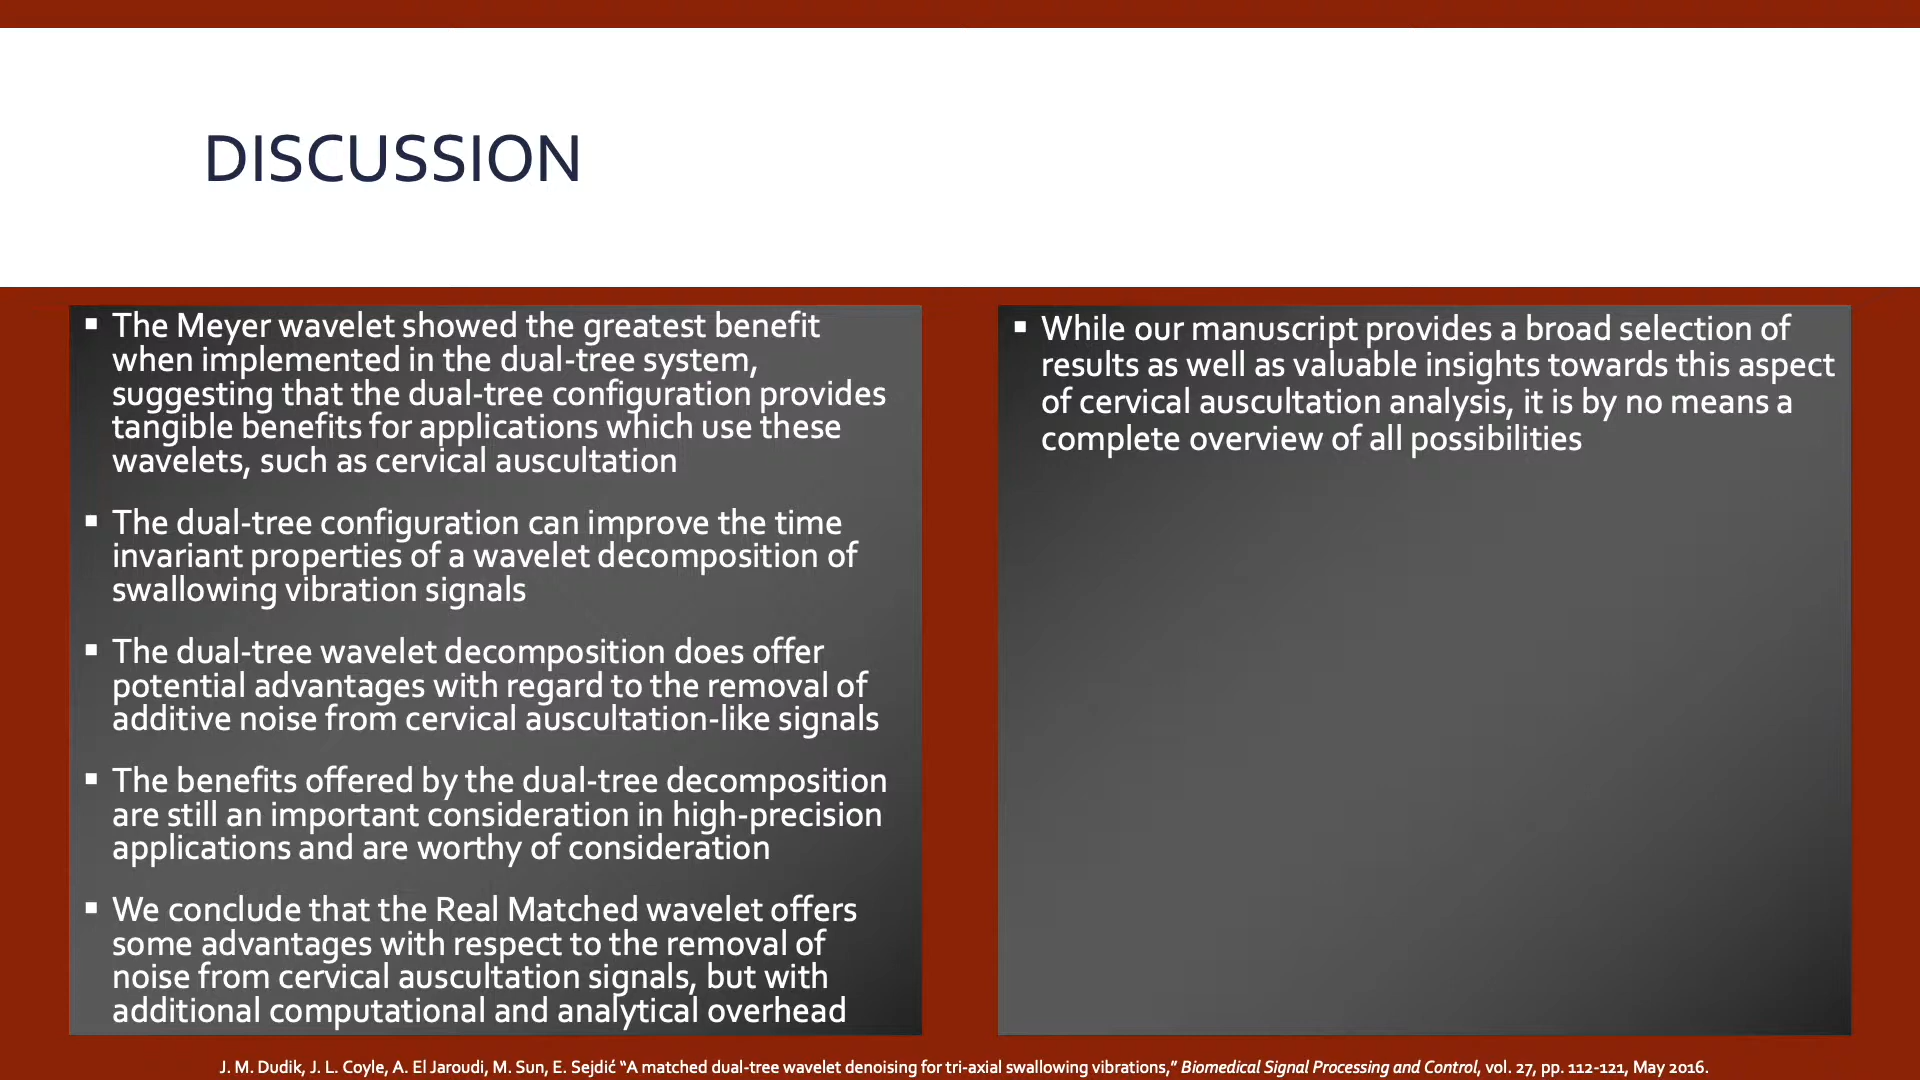 DISCUSSION
▪ The Meyer wavelet showed the greatest benefit
when implemented in the dual-tree system,
suggesting that the dual-tree configuration provides
tangible benefits for applications which use these
wavelets, such as cervical auscultation
▪ The dual-tree configuration can improve the time
invariant properties of a wavelet decomposition of
swallowing vibration signals
▪ The dual-tree wavelet decomposition does offer
potential advantages with regard to the removal of
additive noise from cervical auscultation-like signals
▪ The benefits offered by the dual-tree decomposition
are still an important consideration in high-precision
applications and are worthy of consideration
▪ We conclude that the Real Matched wavelet offers
some advantages with respect to the removal of
noise from cervical auscultation signals, but with
additional computational and analytical overhead
▪ While our manuscript provides a broad selection of
results as well as valuable insights towards this aspect
of cervical auscultation analysis, it is by no means a
complete overview of all possibilities
J. M. Dudik, J. L. Coyle, A. El Jaroudi, M. Sun, E. Sejdić “A matched dual-tree wavelet denoising for tri-axial swallowing vibrations,” Biomedical Signal Processing and Control, vol. 27, pp. 112-121, May 2016.